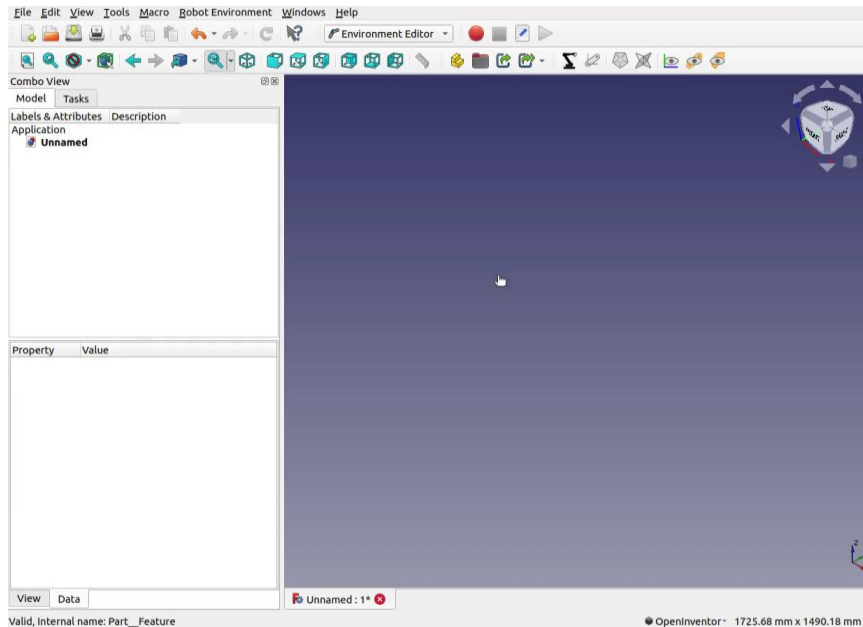 File Edit View Tools Macro Robot Environment Windows Help
Environment Editor
Combo View
Model Tasks
Labels & Attributes Description
Application
Unnamed
Property Value
View Data
Unnamed : 1*
Valid, Internal name: Part__Feature
OpenInventor 1725.68 mm x 1490.18 mm
Z